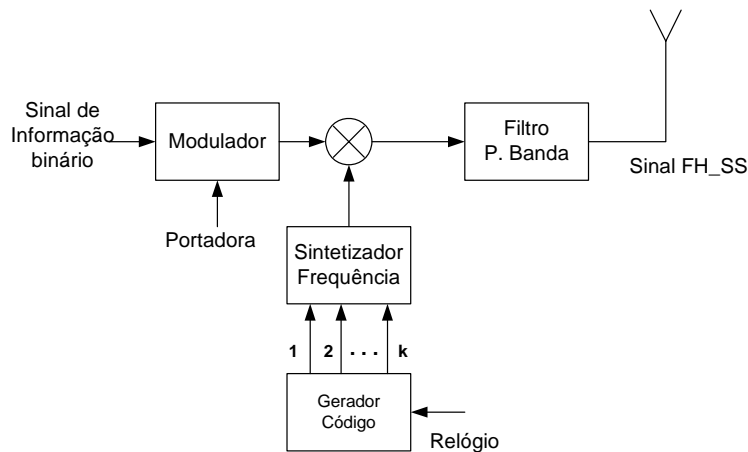 Sinal de
Informação
binário
Modulador
Filtro
P. Banda
Sinal FH_SS
Portadora
Sintetizador
Frequência
1 2 . . . k
Gerador
Código
Relógio